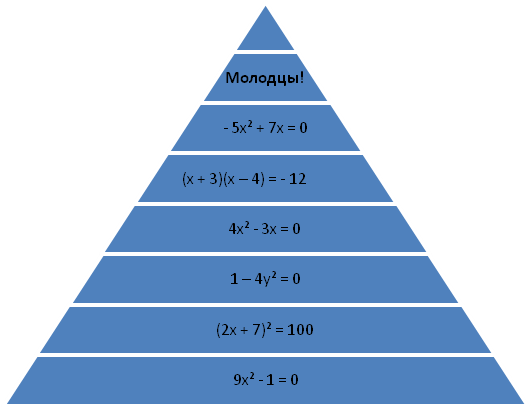 Молодцы!
- 5x² + 7x = 0
(x + 3)(x – 4) = - 12
4x² - 3x = 0
1 – 4y² = 0
(2x + 7)² = 100
9x² - 1 = 0